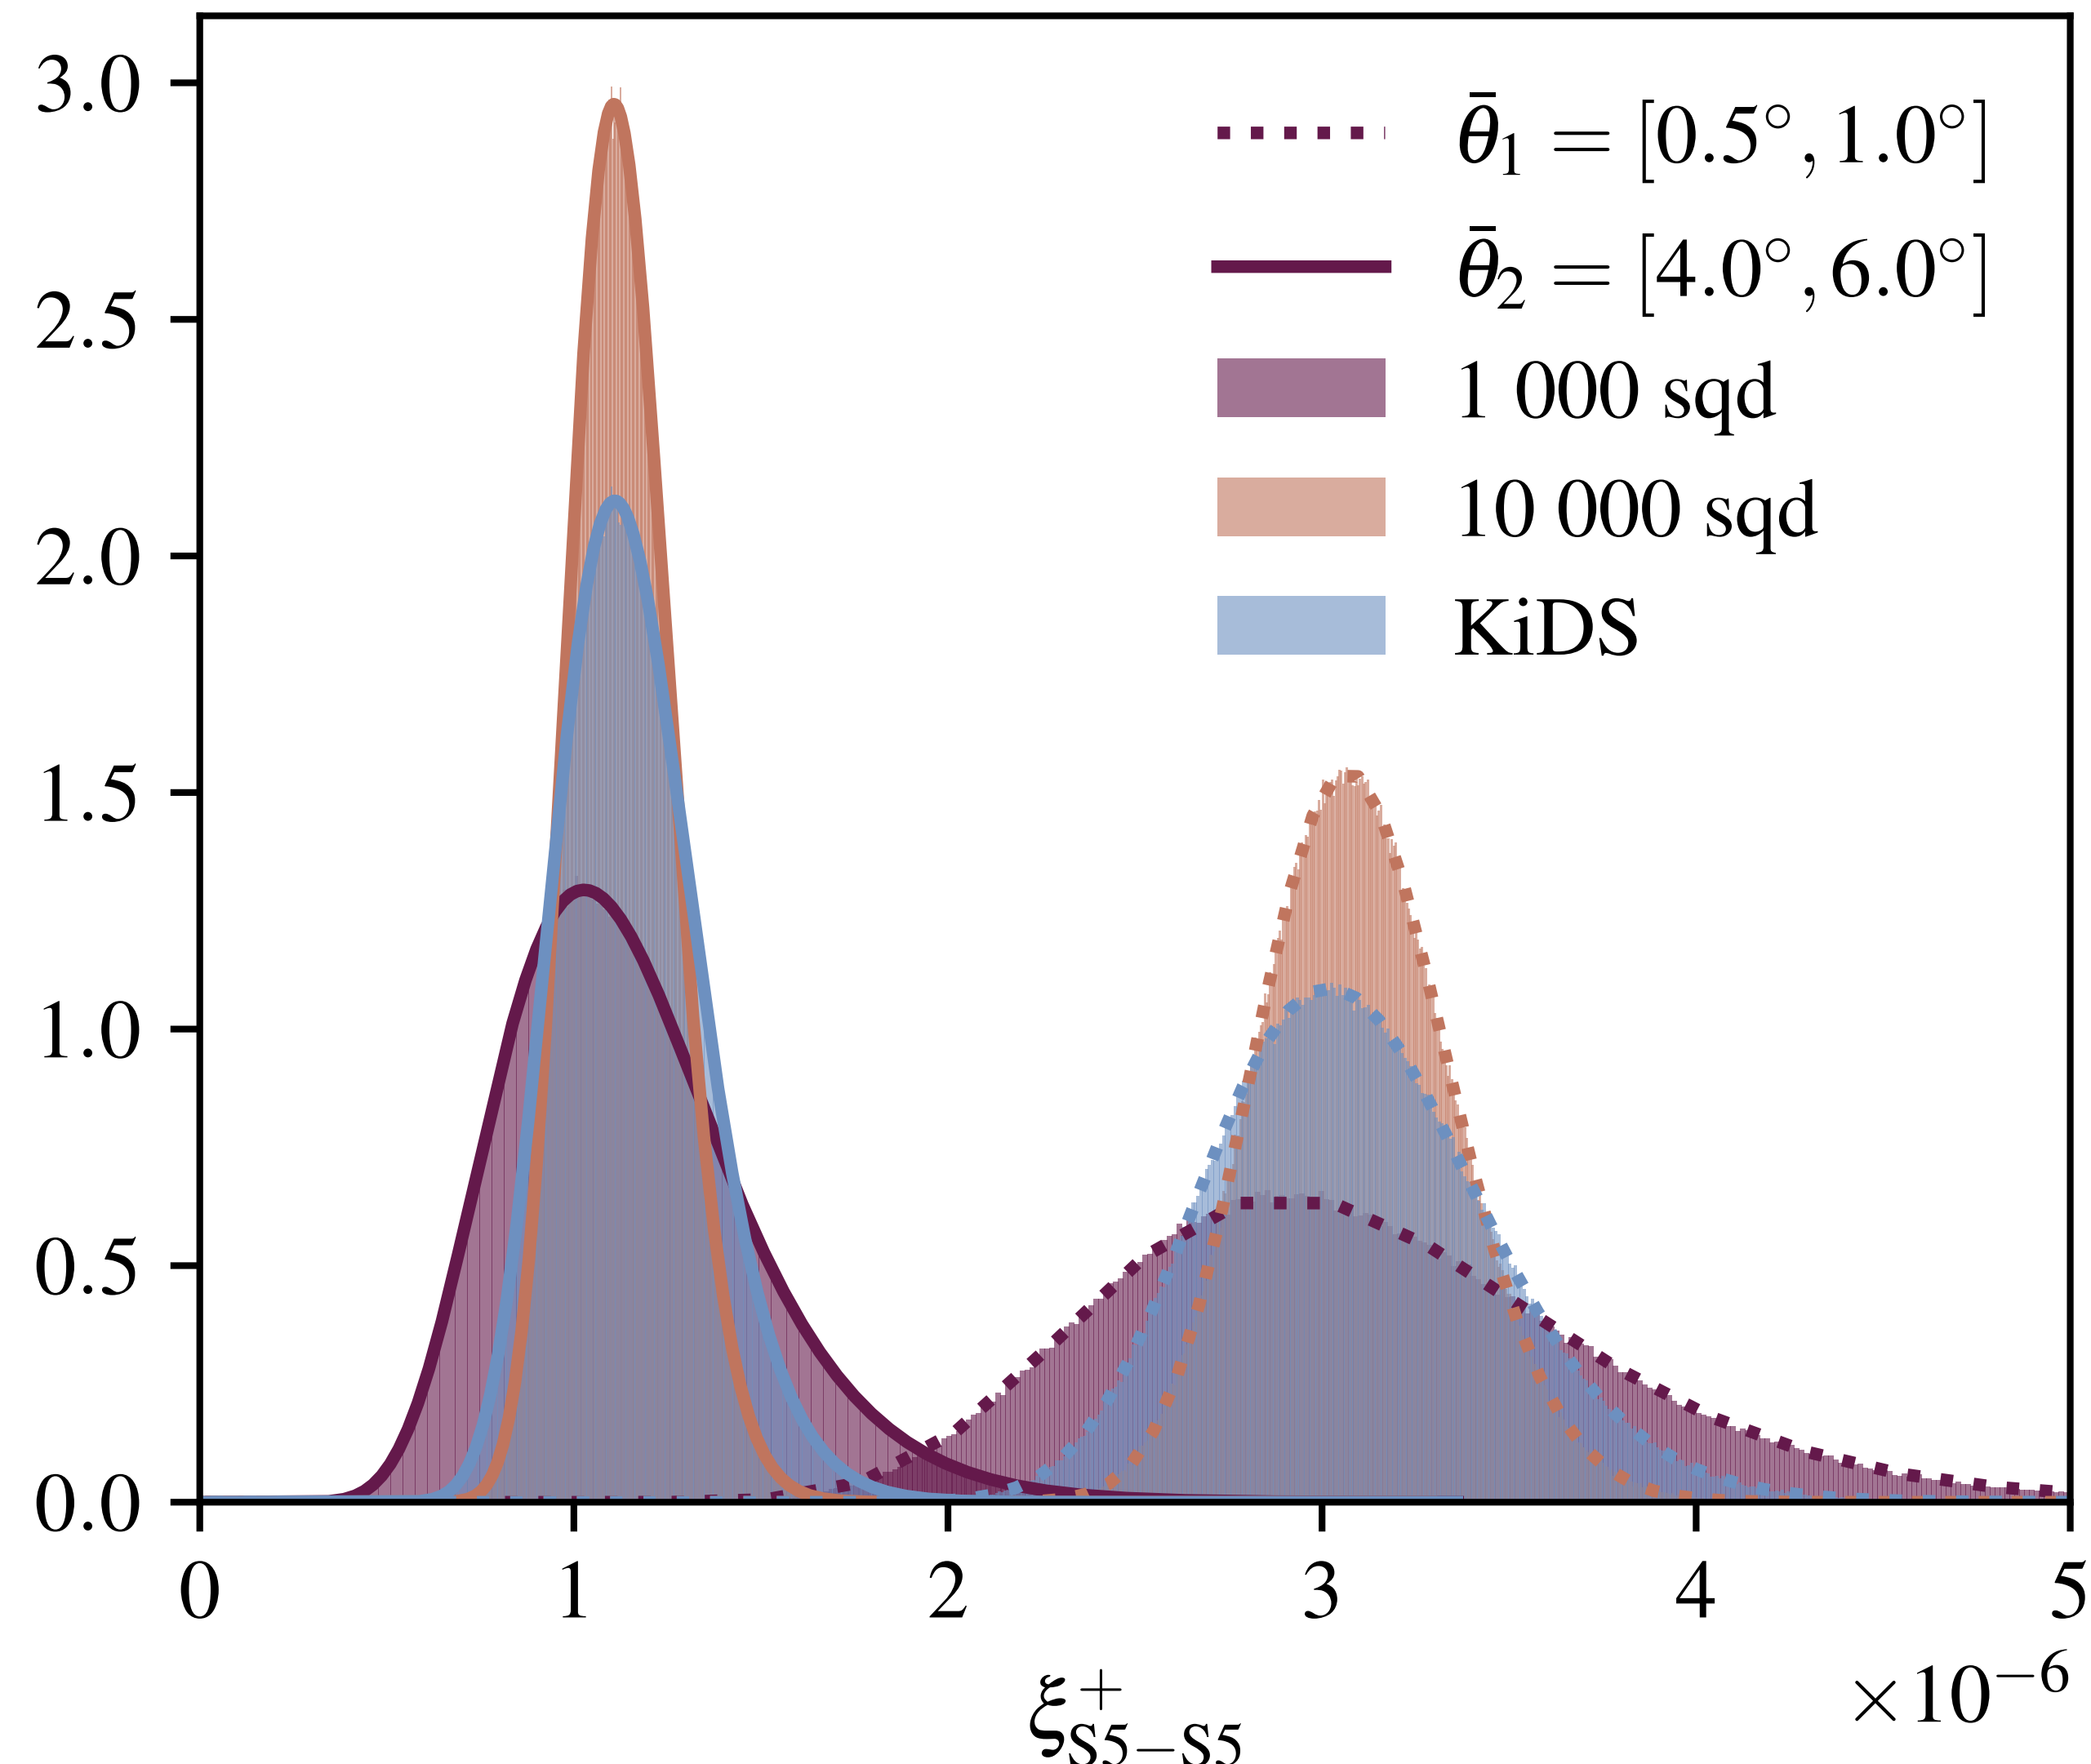 3.0
2.5
2.0
1.5
1.0
0.5
0.0
0 1 2 3 4 5
×10⁻⁶
ξ⁺S5−S5
θ̄₁ = [0.5°, 1.0°]
θ̄₂ = [4.0°, 6.0°]
1 000 sqd
10 000 sqd
KiDS